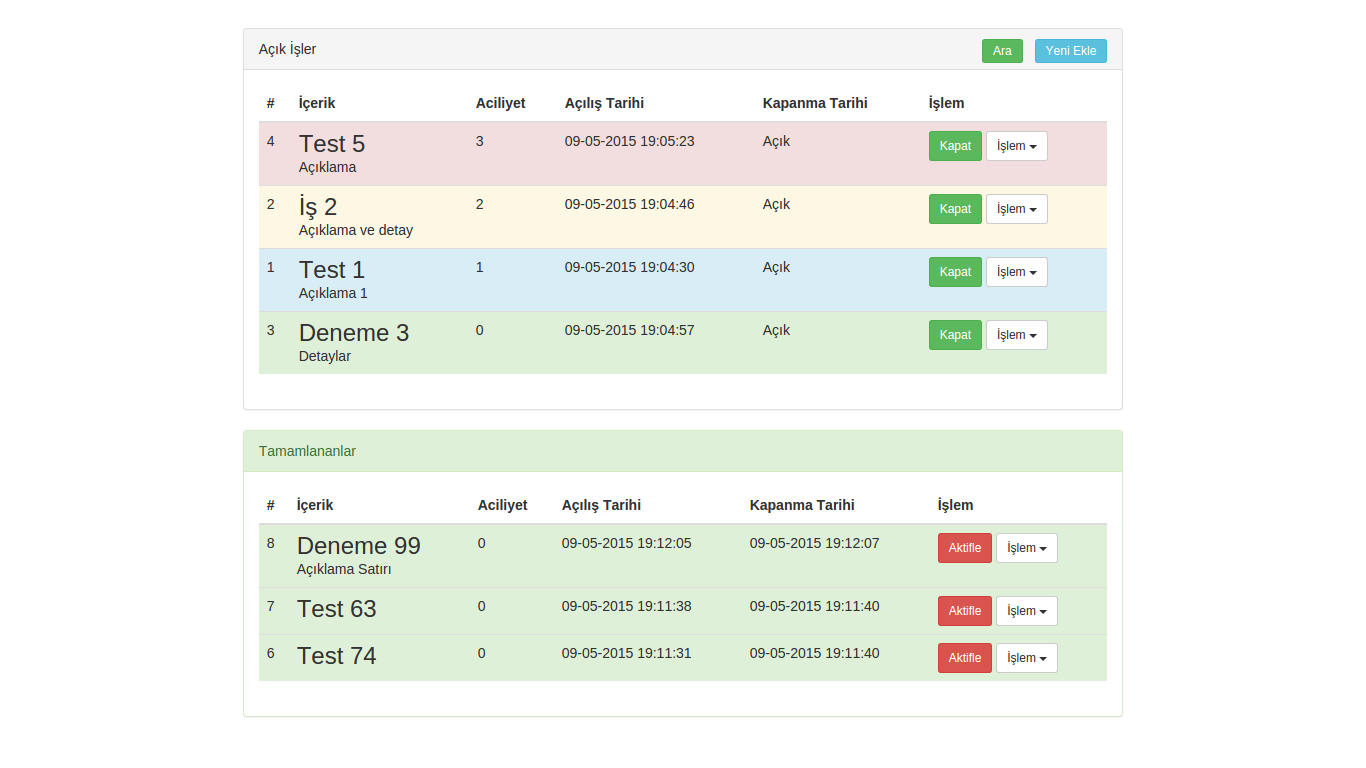 Açık İşler Ara Yeni Ekle
# İçerik Aciliyet Açılış Tarihi Kapanma Tarihi İşlem
4 Test 5 3 09-05-2015 19:05:23 Açık Kapat İşlem
Açıklama
2 İş 2 2 09-05-2015 19:04:46 Açık Kapat İşlem
Açıklama ve detay
1 Test 1 1 09-05-2015 19:04:30 Açık Kapat İşlem
Açıklama 1
3 Deneme 3 0 09-05-2015 19:04:57 Açık Kapat İşlem
Detaylar
Tamamlananlar
# İçerik Aciliyet Açılış Tarihi Kapanma Tarihi İşlem
8 Deneme 99 0 09-05-2015 19:12:05 09-05-2015 19:12:07 Aktifle İşlem
Açıklama Satırı
7 Test 63 0 09-05-2015 19:11:38 09-05-2015 19:11:40 Aktifle İşlem
6 Test 74 0 09-05-2015 19:11:31 09-05-2015 19:11:40 Aktifle İşlem